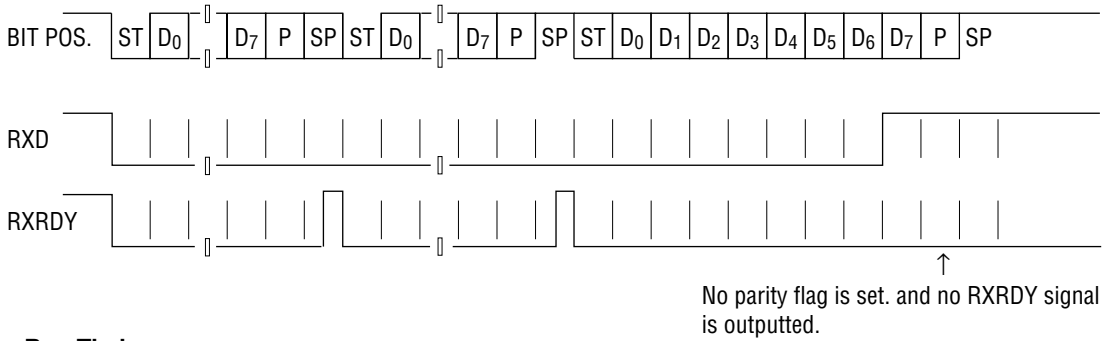 BIT POS. ST D0 D7 P SP ST D0 D7 P SP ST D0 D1 D2 D3 D4 D5 D6 D7 P SP
RXD
RXRDY
↑
No parity flag is set. and no RXRDY signal
is outputted.